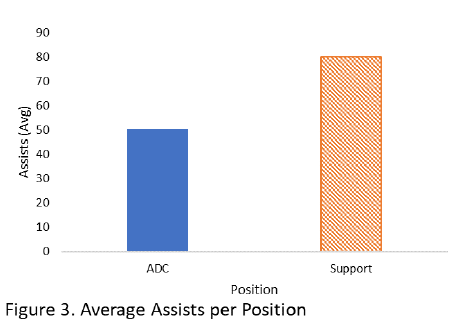 90
80
70
60
50
40
30
20
10
0
Assists (Avg)
ADC Support
Position
Figure 3. Average Assists per Position